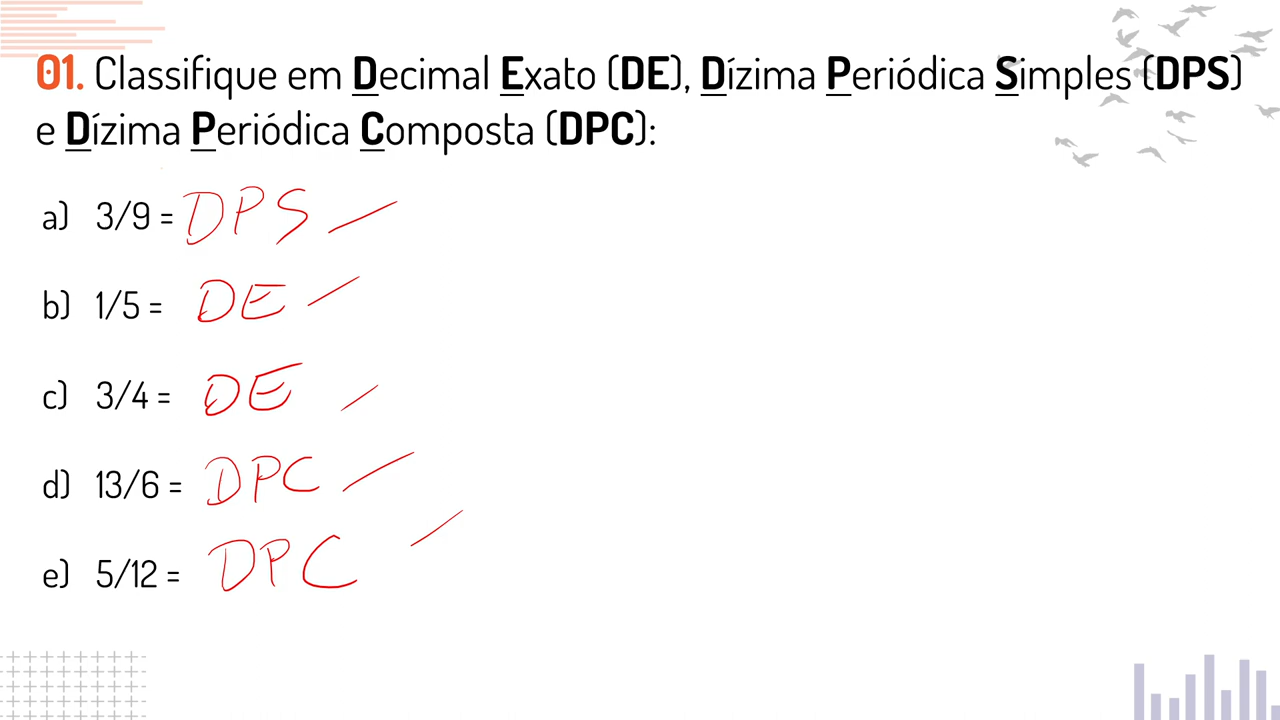 01. Classifique em Decimal Exato (DE), Dízima Periódica Simples (DPS)
e Dízima Periódica Composta (DPC):
a) 3/9 = DPS
b) 1/5 = DE
c) 3/4 = DE
d) 13/6 = DPC
e) 5/12 = DPC